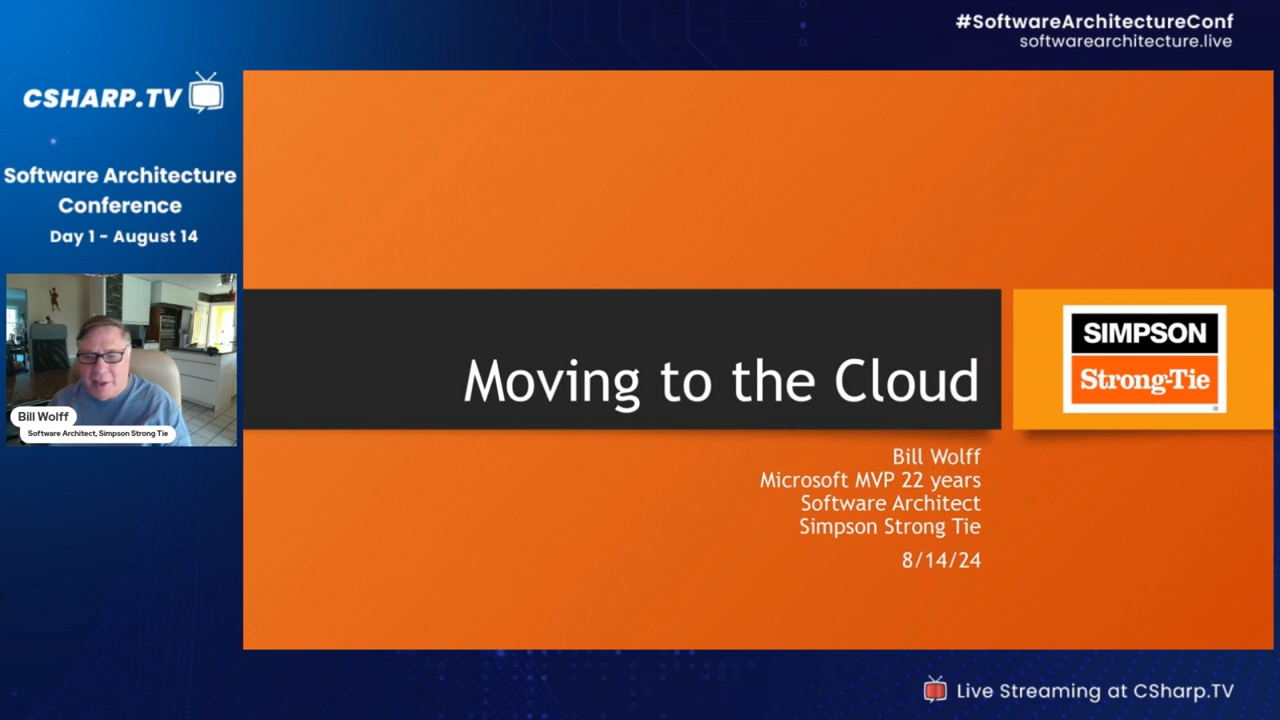 #SoftwareArchitectureConf
softwarearchitecture.live
CSHARP.TV
Software Architecture
Conference
Day 1 - August 14
Bill Wolff
Software Architect, Simpson Strong Tie
Moving to the Cloud
SIMPSON
Strong-Tie
®
Bill Wolff
Microsoft MVP 22 years
Software Architect
Simpson Strong Tie
8/14/24
Live Streaming at CSharp.TV